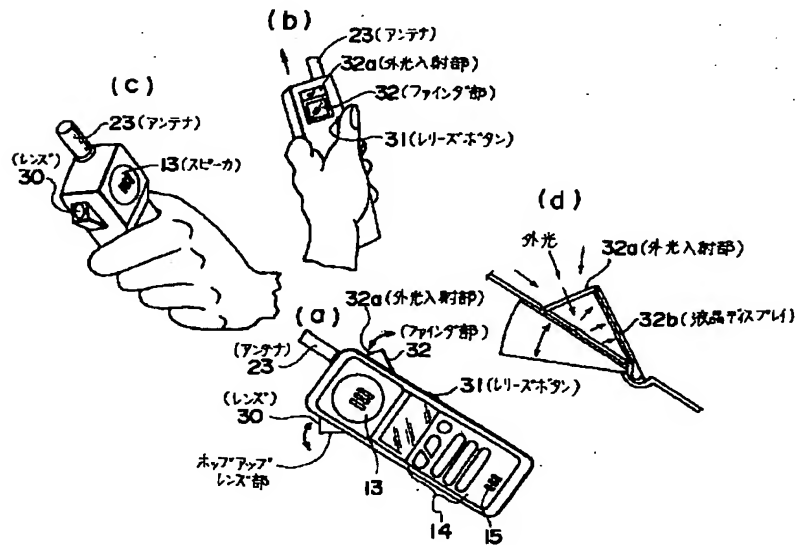 (b)
23(アンテナ)
32a(外光入射部)
32(ファインダ部)
31(レリーズボタン)
(c)
23(アンテナ)
13(スピーカ)
(レンズ)
30
(d)
外光
32a(外光入射部)
32b(液晶ディスプレイ)
(a)
32a(外光入射部)
(ファインダ部)
32
(アンテナ)
23
31(レリーズボタン)
(レンズ)
30
ホップアップ
レンズ部
13
14
15